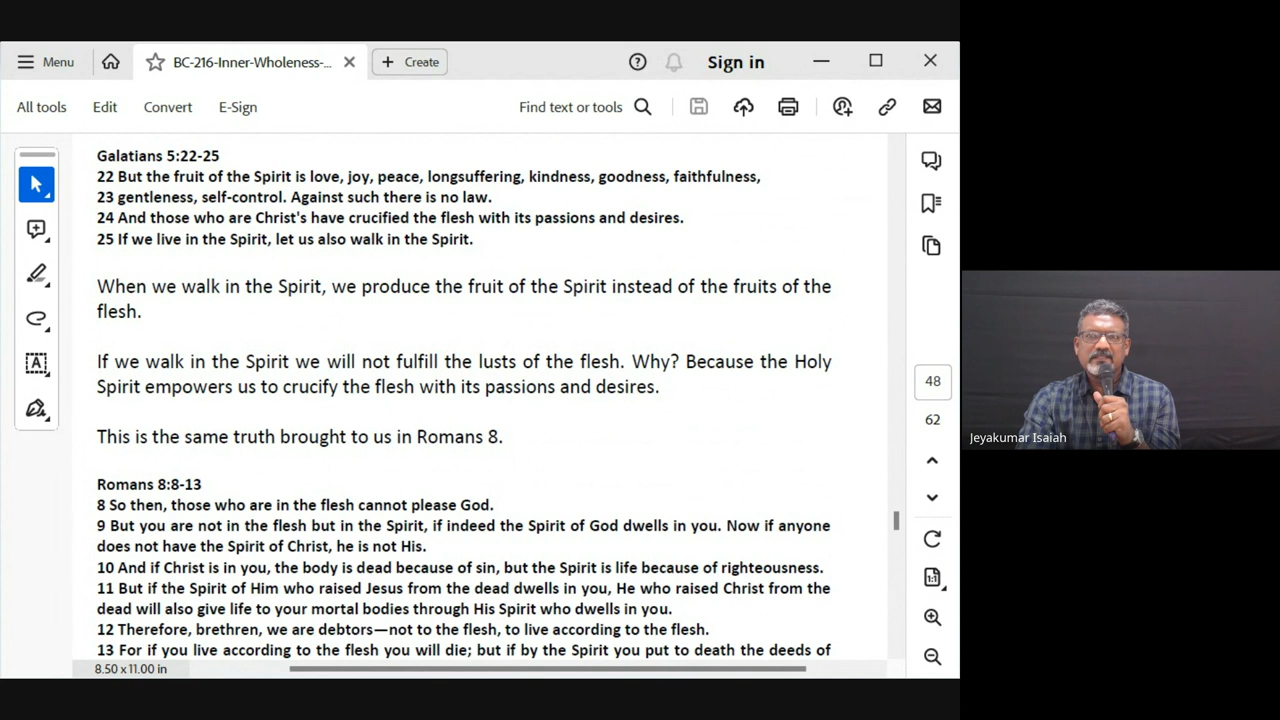 Menu
BC-216-Inner-Wholeness-...
Create
Sign in
All tools
Edit
Convert
E-Sign
Find text or tools
Galatians 5:22-25
22 But the fruit of the Spirit is love, joy, peace, longsuffering, kindness, goodness, faithfulness,
23 gentleness, self-control. Against such there is no law.
24 And those who are Christ's have crucified the flesh with its passions and desires.
25 If we live in the Spirit, let us also walk in the Spirit.
When we walk in the Spirit, we produce the fruit of the Spirit instead of the fruits of the
flesh.
If we walk in the Spirit we will not fulfill the lusts of the flesh. Why? Because the Holy
Spirit empowers us to crucify the flesh with its passions and desires.
This is the same truth brought to us in Romans 8.
Romans 8:8-13
8 So then, those who are in the flesh cannot please God.
9 But you are not in the flesh but in the Spirit, if indeed the Spirit of God dwells in you. Now if anyone
does not have the Spirit of Christ, he is not His.
10 And if Christ is in you, the body is dead because of sin, but the Spirit is life because of righteousness.
11 But if the Spirit of Him who raised Jesus from the dead dwells in you, He who raised Christ from the
dead will also give life to your mortal bodies through His Spirit who dwells in you.
12 Therefore, brethren, we are debtors—not to the flesh, to live according to the flesh.
13 For if you live according to the flesh you will die; but if by the Spirit you put to death the deeds of
8.50 x 11.00 in
48
62
1:1
Jeyakumar Isaiah